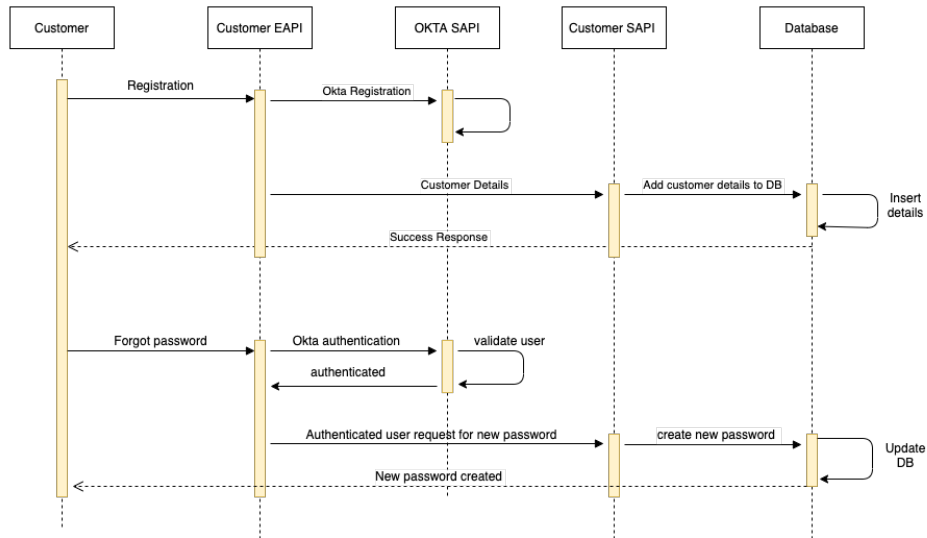 Customer
Customer EAPI
OKTA SAPI
Customer SAPI
Database
Registration
Okta Registration
Customer Details
Add customer details to DB
Insert
details
Success Response
Forgot password
Okta authentication
validate user
authenticated
Authenticated user request for new password
create new password
Update
DB
New password created